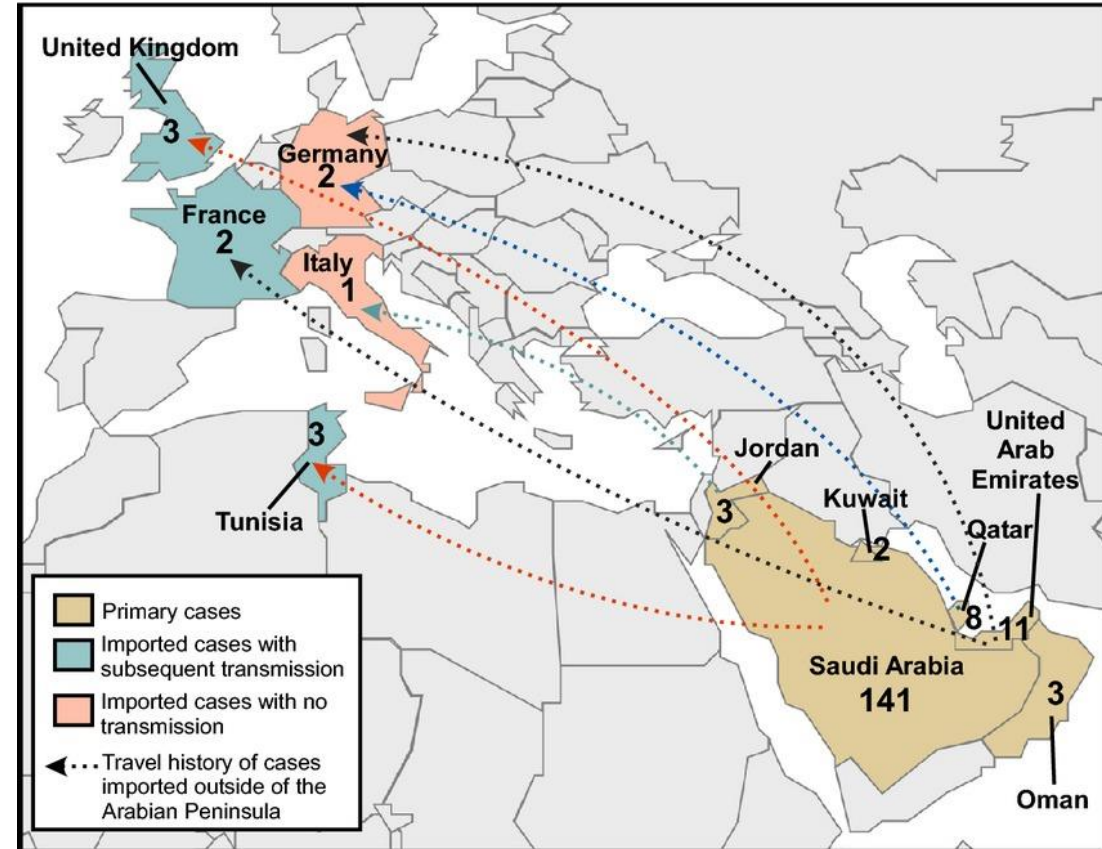 United Kingdom
3
Germany
2
France
2
Italy
1
3
Tunisia
United
Arab
Emirates
Jordan
3
Kuwait
2
Qatar
8
11
Saudi Arabia
141
3
Oman
Primary cases
Imported cases with
subsequent transmission
Imported cases with no
transmission
Travel history of cases
imported outside of the
Arabian Peninsula